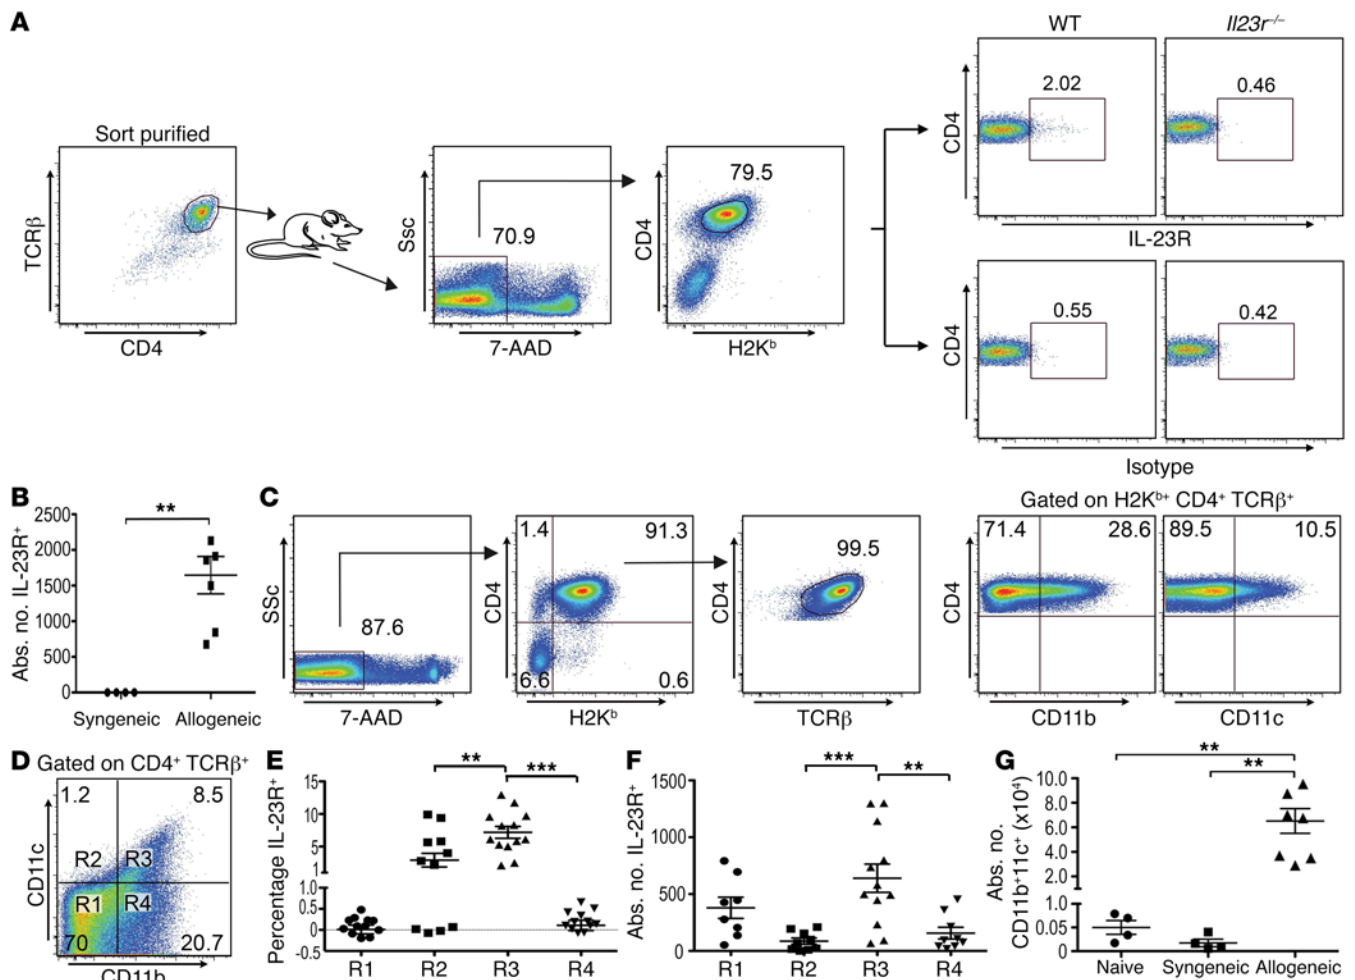 A
WT Il23r⁻/⁻
Sort purified
TCRβ
CD4
Ssc
70.9
7-AAD
CD4
79.5
H2Kᵇ
CD4
2.02
0.46
IL-23R
CD4
0.55
0.42
Isotype
B
Abs. no. IL-23R⁺
2500
2000
1500
1000
500
0
**
Syngeneic Allogeneic
C
SSc
87.6
7-AAD
CD4
1.4 91.3
6.6 0.6
H2Kᵇ
CD4
99.5
TCRβ
Gated on H2Kᵇ⁺ CD4⁺ TCRβ⁺
CD4
71.4 28.6
CD11b
89.5 10.5
CD11c
D
Gated on CD4⁺ TCRβ⁺
CD11c
1.2 8.5
R2 R3
R1 R4
70 20.7
CD11b
E
Percentage IL-23R⁺
15
10
5
1
1.0
0.5
0.0
-0.5
** ***
R1 R2 R3 R4
F
Abs. no. IL-23R⁺
1500
1000
500
0
*** **
R1 R2 R3 R4
G
Abs. no.
CD11b⁺11c⁺ (x10⁴)
10.0
8.0
6.0
4.0
2.0
0.1
0.05
0
**
**
Naive Syngeneic Allogeneic